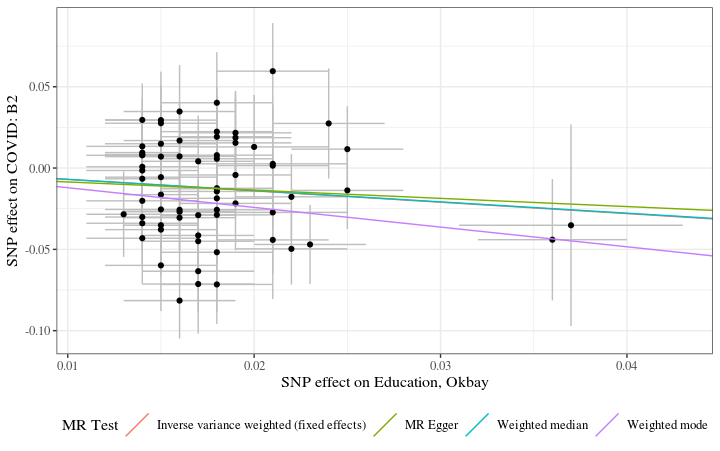 SNP effect on COVID: B2
0.05
0.00
-0.05
-0.10
0.01
0.02
0.03
0.04
SNP effect on Education, Okbay
MR Test
Inverse variance weighted (fixed effects)
MR Egger
Weighted median
Weighted mode